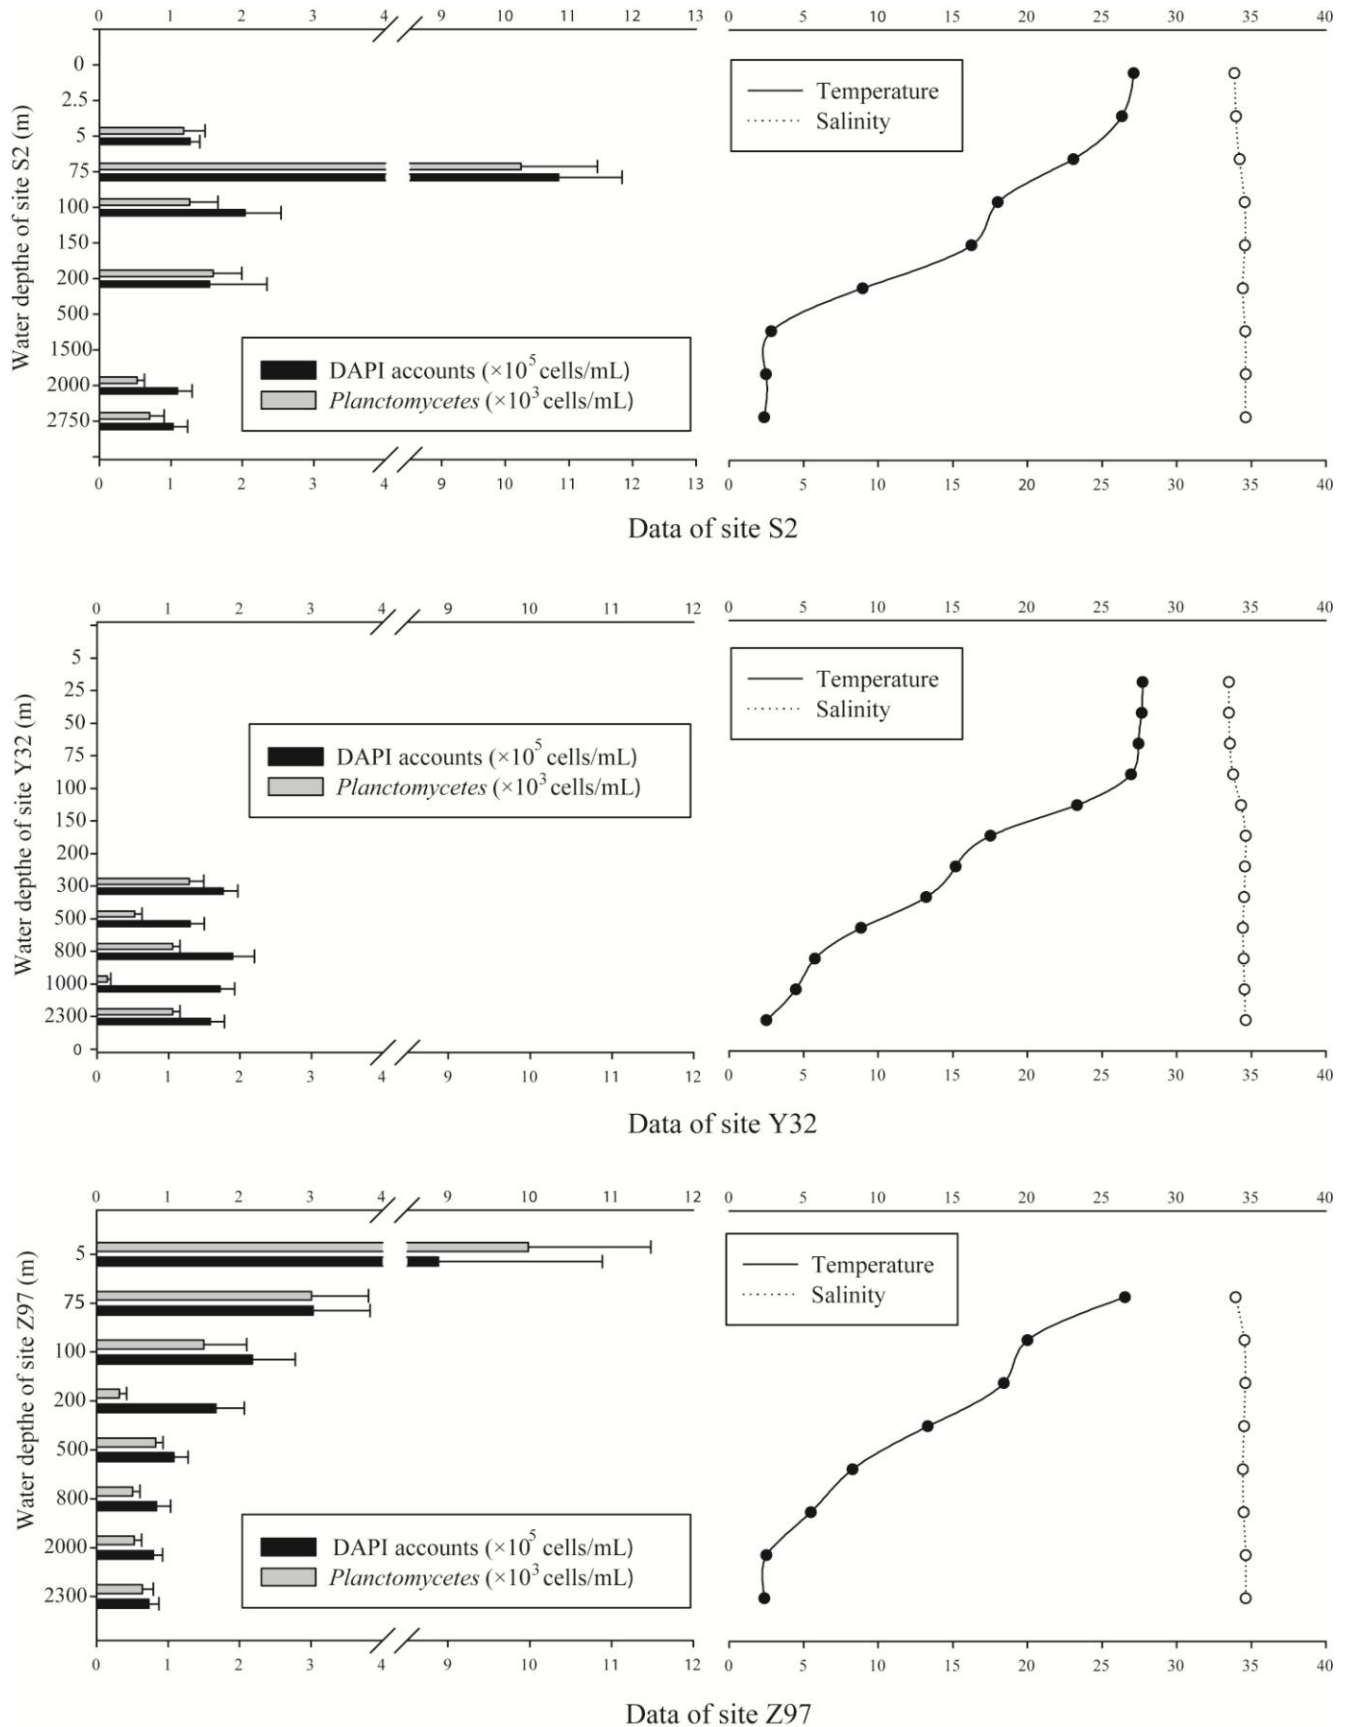 0 1 2 3 4 9 10 11 12 13
0 5 10 15 20 25 30 35 40
Water depthe of site S2 (m)
0
2.5
5
75
100
150
200
500
1500
2000
2750
DAPI accounts (×10⁵ cells/mL)
Planctomycetes (×10³ cells/mL)
Temperature
Salinity
0 1 2 3 4 9 10 11 12 13
0 5 10 15 20 25 30 35 40
Data of site S2
0 1 2 3 4 9 10 11 12
0 5 10 15 20 25 30 35 40
Water depthe of site Y32 (m)
5
25
50
75
100
150
200
300
500
800
1000
2300
0
DAPI accounts (×10⁵ cells/mL)
Planctomycetes (×10³ cells/mL)
Temperature
Salinity
0 1 2 3 4 9 10 11 12
0 5 10 15 20 25 30 35 40
Data of site Y32
0 1 2 3 4 9 10 11 12
0 5 10 15 20 25 30 35 40
Water depthe of site Z97 (m)
5
75
100
200
500
800
2000
2300
DAPI accounts (×10⁵ cells/mL)
Planctomycetes (×10³ cells/mL)
Temperature
Salinity
0 1 2 3 4 9 10 11 12
0 5 10 15 20 25 30 35 40
Data of site Z97